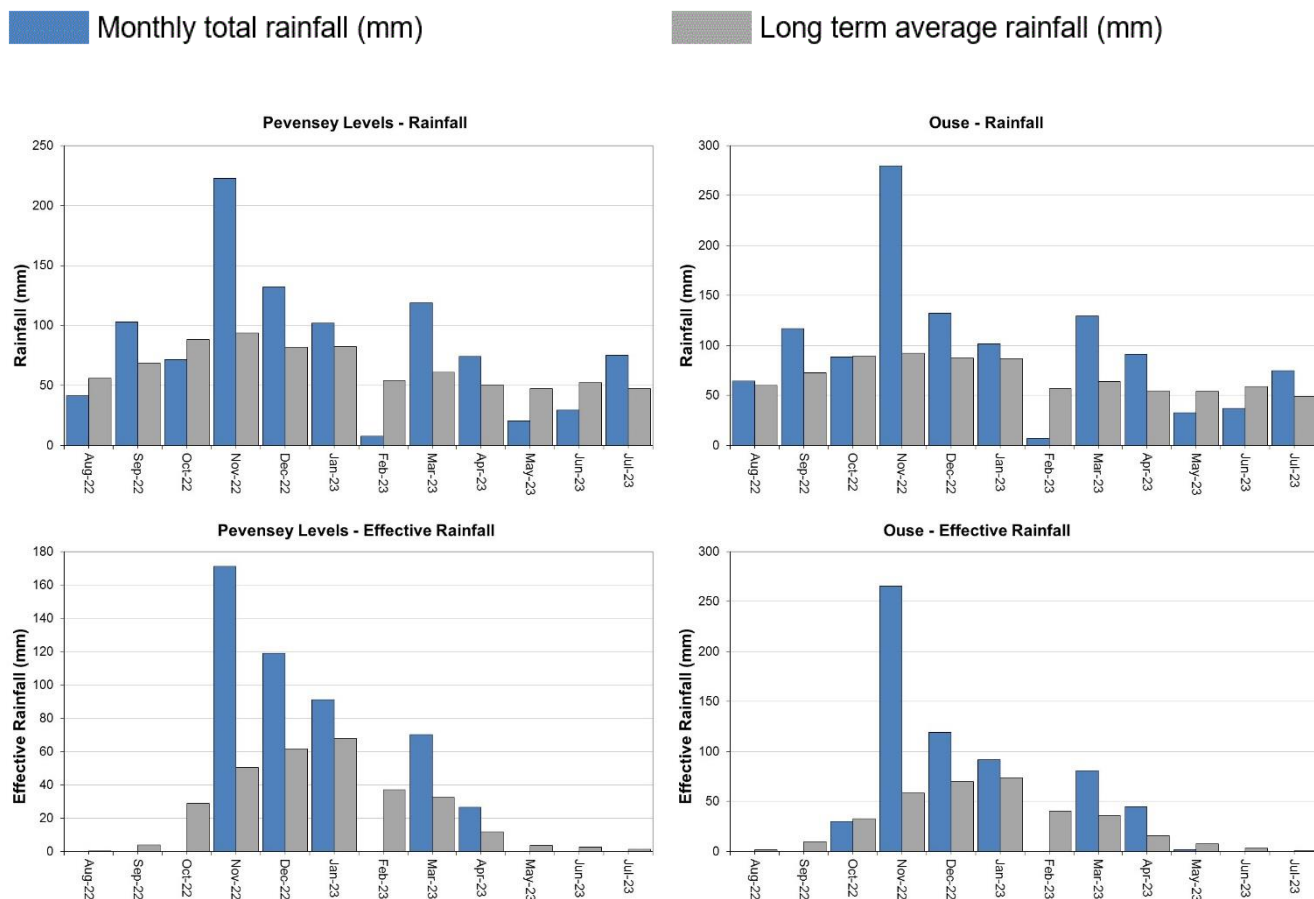 Monthly total rainfall (mm)
Long term average rainfall (mm)
Pevensey Levels - Rainfall
250
200
150
100
50
0
Rainfall (mm)
Aug-22
Sep-22
Oct-22
Nov-22
Dec-22
Jan-23
Feb-23
Mar-23
Apr-23
May-23
Jun-23
Jul-23
Ouse - Rainfall
300
250
200
150
100
50
0
Rainfall (mm)
Aug-22
Sep-22
Oct-22
Nov-22
Dec-22
Jan-23
Feb-23
Mar-23
Apr-23
May-23
Jun-23
Jul-23
Pevensey Levels - Effective Rainfall
180
160
140
120
100
80
60
40
20
0
Effective Rainfall (mm)
Aug-22
Sep-22
Oct-22
Nov-22
Dec-22
Jan-23
Feb-23
Mar-23
Apr-23
May-23
Jun-23
Jul-23
Ouse - Effective Rainfall
300
250
200
150
100
50
0
Effective Rainfall (mm)
Aug-22
Sep-22
Oct-22
Nov-22
Dec-22
Jan-23
Feb-23
Mar-23
Apr-23
May-23
Jun-23
Jul-23